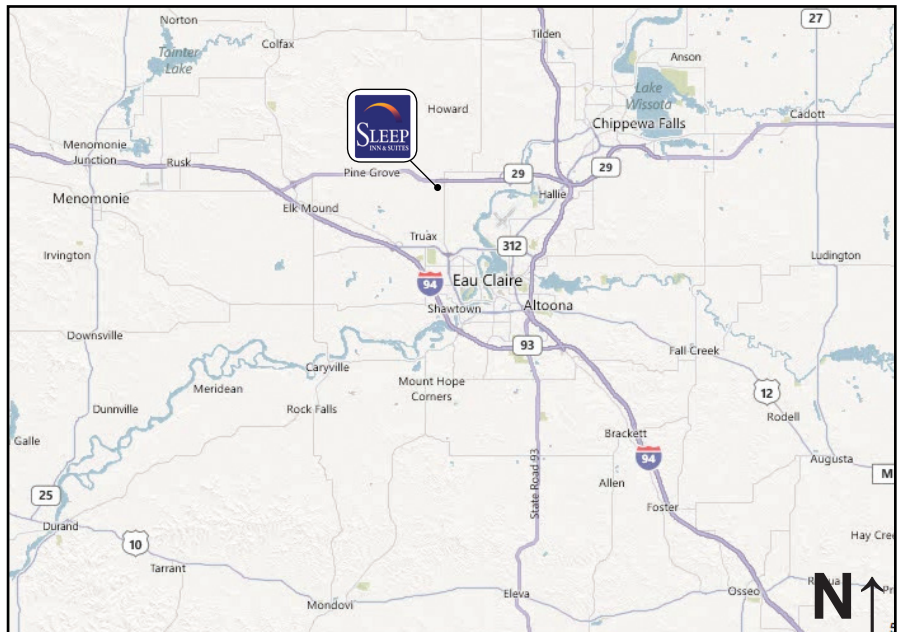 Norton
27
Tilden
Colfax
Anson
Tainter
Lake
Lake
Wissota
Howard
Cadott
Chippewa Falls
SLEEP
INN & SUITES
Menomonie
Junction
Rusk
Pine Grove
29
29
Hallie
Menomonie
Elk Mound
Truax
312
Irvington
Ludington
94
Eau Claire
Shawtown
Altoona
Downsville
93
Fall Creek
Caryville
Meridean
Mount Hope
Corners
12
Dunnville
Rock Falls
Rodell
Galle
Brackett
94
Augusta
State Road 93
Allen
M
25
Foster
Durand
10
Hay Cree
Tarrant
Mondovi
Eleva
Osseo
N